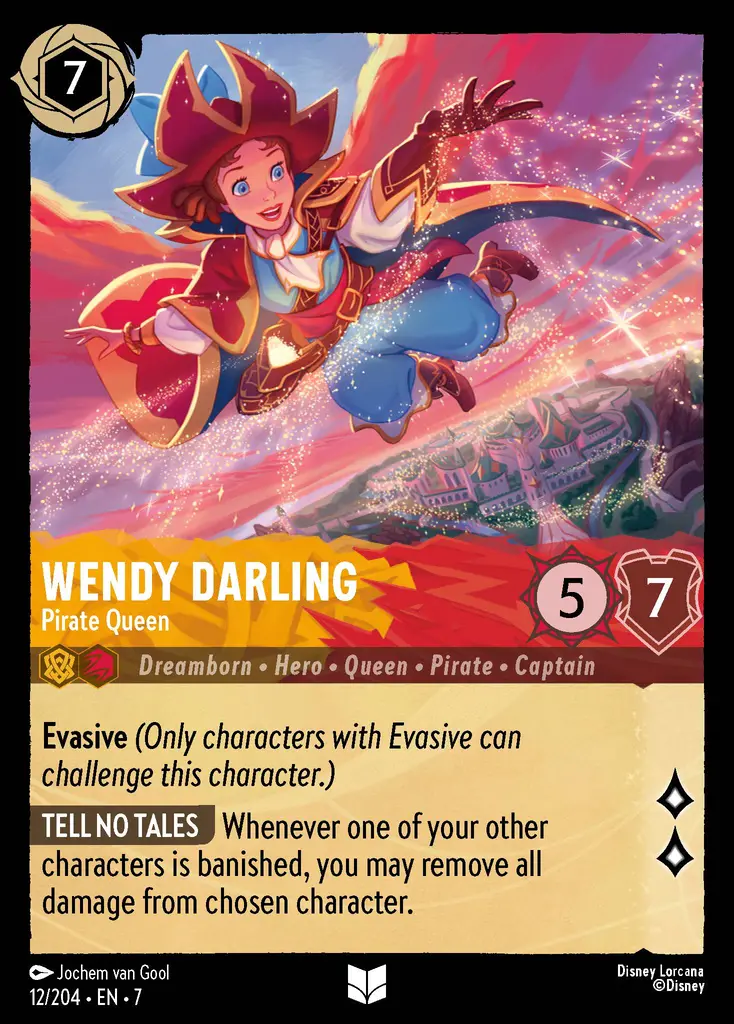 7
WENDY DARLING
Pirate Queen
5
7
Dreamborn • Hero • Queen • Pirate • Captain
Evasive (Only characters with Evasive can
challenge this character.)
TELL NO TALES Whenever one of your other
characters is banished, you may remove all
damage from chosen character.
Jochem van Gool
12/204 • EN • 7
Disney Lorcana
©Disney